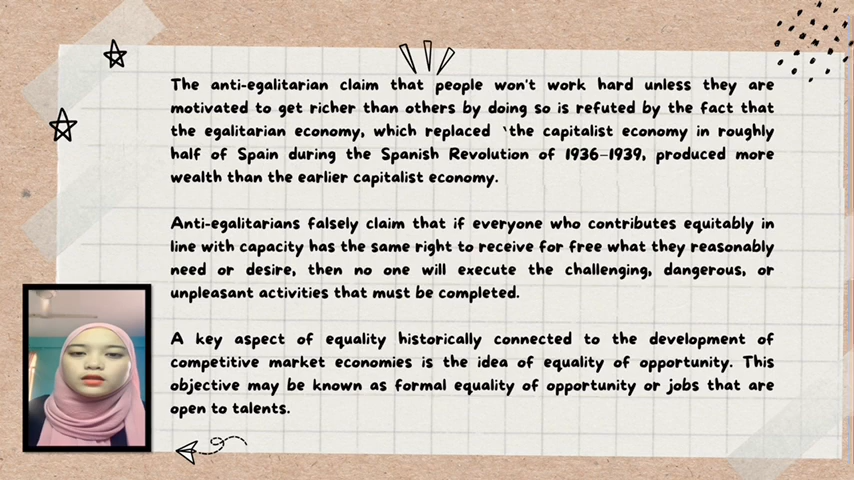 The anti-egalitarian claim that people won't work hard unless they are
motivated to get richer than others by doing so is refuted by the fact that
the egalitarian economy, which replaced `the capitalist economy in roughly
half of Spain during the Spanish Revolution of 1936-1939, produced more
wealth than the earlier capitalist economy.
Anti-egalitarians falsely claim that if everyone who contributes equitably in
line with capacity has the same right to receive for free what they reasonably
need or desire, then no one will execute the challenging, dangerous, or
unpleasant activities that must be completed.
A key aspect of equality historically connected to the development of
competitive market economies is the idea of equality of opportunity. This
objective may be known as formal equality of opportunity or jobs that are
open to talents.